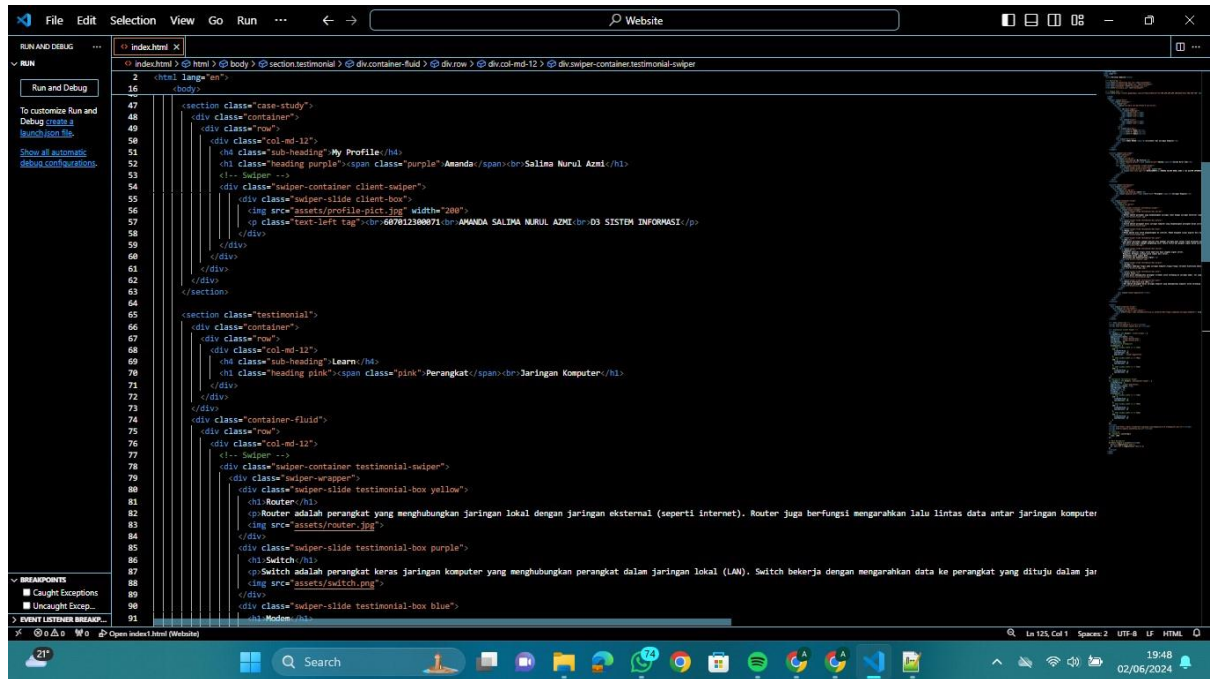 File Edit Selection View Go Run ··· Website
RUN AND DEBUG ···
RUN
Run and Debug
To customize Run and
Debug create a
launch.json file.
Show all automatic
debug configurations.
BREAKPOINTS
Caught Exceptions
Uncaught Excep...
EVENT LISTENER BREAKP...
index.html
index.html > html > body > section.testimonial > div.container-fluid > div.row > div.col-md-12 > div.swiper-container.testimonial-swiper
2 <html lang="en">
16 <body>
47 <section class="case-study">
48 <div class="container">
49 <div class="row">
50 <div class="col-md-12">
51 <h4 class="sub-heading">My Profile</h4>
52 <h1 class="heading purple"><span class="purple">Amanda</span><br>Salima Nurul Azmi</h1>
53 <!-- Swiper -->
54 <div class="swiper-container client-swiper">
55 <div class="swiper-slide client-box">
56 <img src="assets/profile-pict.jpg" width="200">
57 <p class="text-left tag"><br>607012300071<br>AMANDA SALIMA NURUL AZMI<br>D3 SISTEM INFORMASI</p>
58 </div>
59 </div>
60 </div>
61 </div>
62 </div>
63 </section>
64
65 <section class="testimonial">
66 <div class="container">
67 <div class="row">
68 <div class="col-md-12">
69 <h4 class="sub-heading">Learn</h4>
70 <h1 class="heading pink"><span class="pink">Perangkat</span><br>Jaringan Komputer</h1>
71 </div>
72 </div>
73 </div>
74 <div class="container-fluid">
75 <div class="row">
76 <div class="col-md-12">
77 <!-- Swiper -->
78 <div class="swiper-container testimonial-swiper">
79 <div class="swiper-wrapper">
80 <div class="swiper-slide testimonial-box yellow">
81 <h1>Router</h1>
82 <p>Router adalah perangkat yang menghubungkan jaringan lokal dengan jaringan eksternal (seperti internet). Router juga berfungsi mengarahkan lalu lintas data antar jaringan komputer
83 <img src="assets/router.jpg">
84 </div>
85 <div class="swiper-slide testimonial-box purple">
86 <h1>Switch</h1>
87 <p>Switch adalah perangkat keras jaringan komputer yang menghubungkan perangkat dalam jaringan lokal (LAN). Switch bekerja dengan mengarahkan data ke perangkat yang dituju dalam jar
88 <img src="assets/switch.png">
89 </div>
90 <div class="swiper-slide testimonial-box blue">
91 <h1>Modem</h1>
0 0 0 Open index1.html (Website) Ln 125, Col 1 Spaces: 2 UTF-8 LF HTML
21° Search 74 19:48
02/06/2024